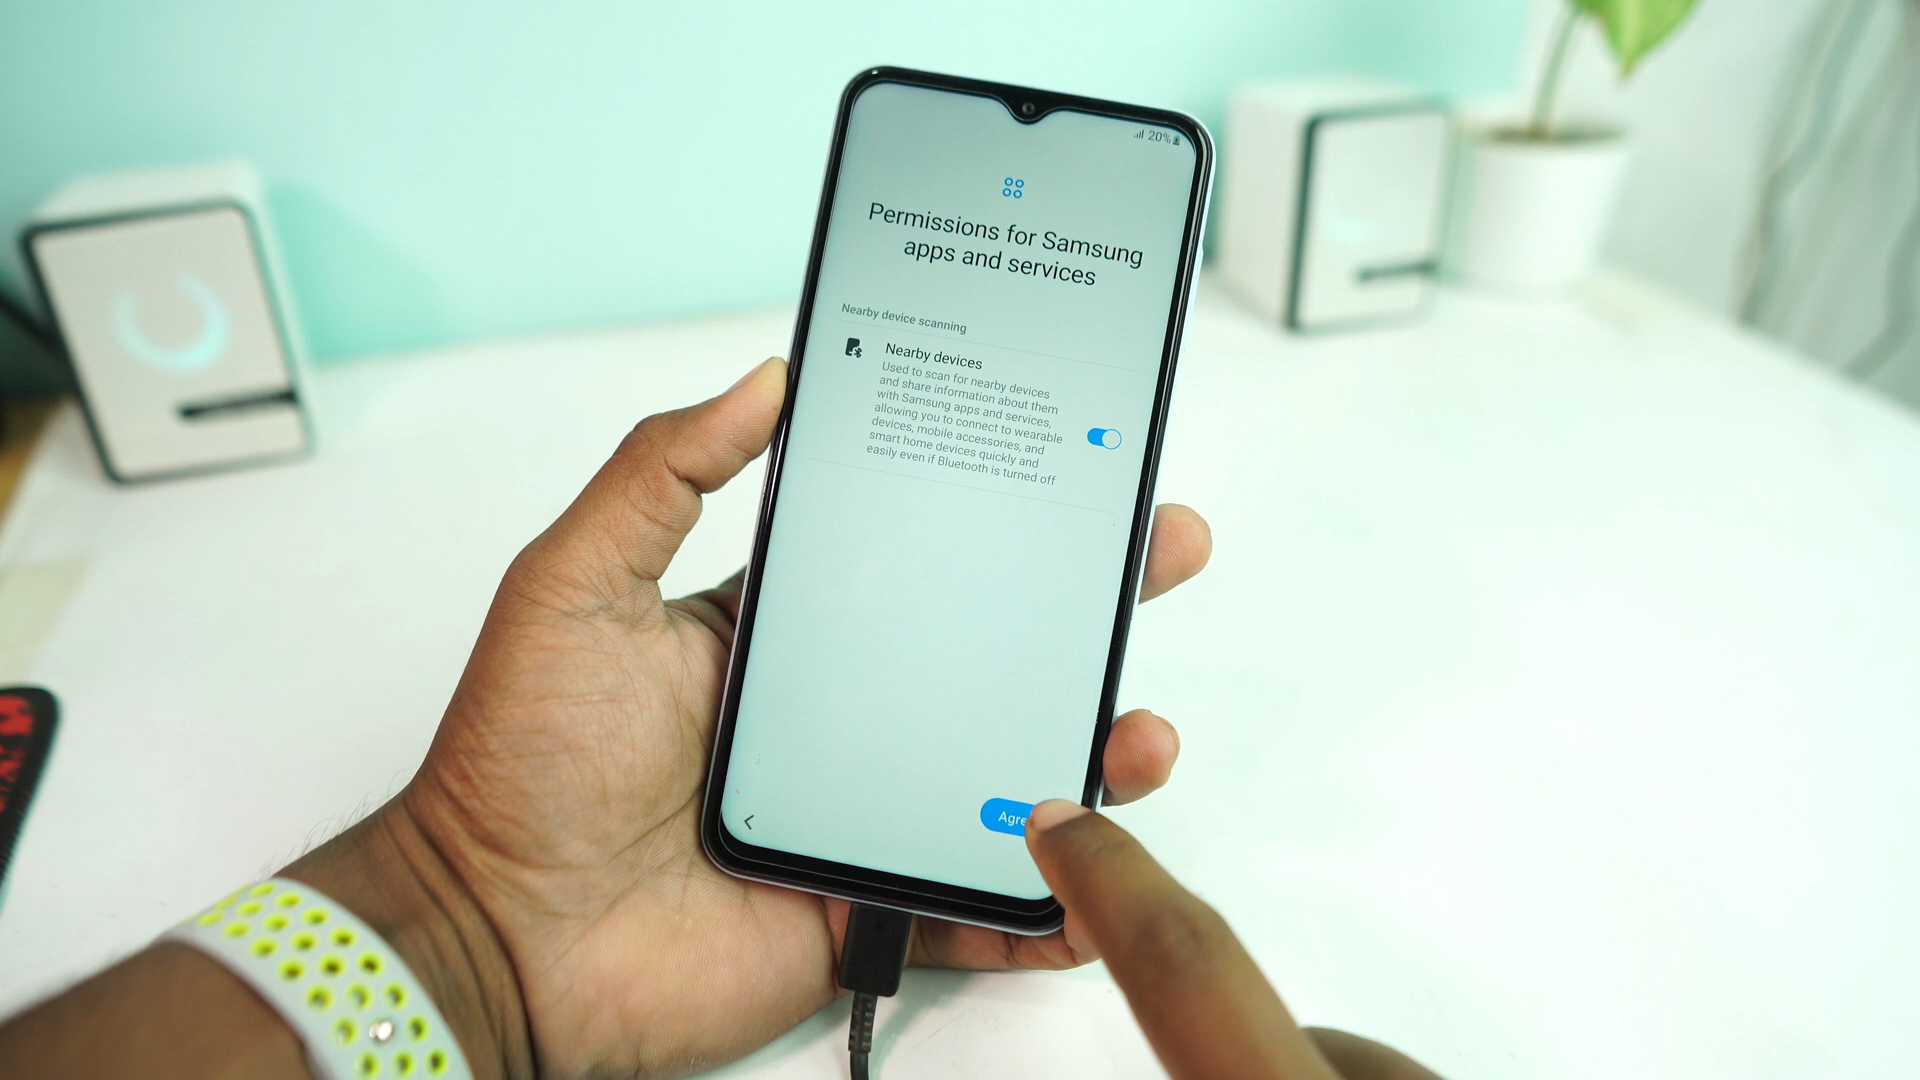 20%
Permissions for Samsung
apps and services
Nearby device scanning
Nearby devices
Used to scan for nearby devices
and share information about them
with Samsung apps and services,
allowing you to connect to wearable
devices, mobile accessories, and
smart home devices quickly and
easily even if Bluetooth is turned off
Agre